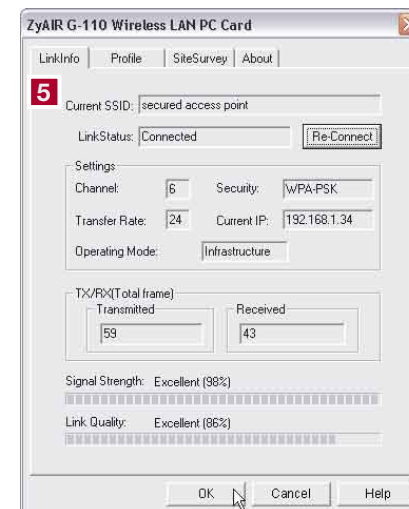 ZyAIR G-110 Wireless LAN PC Card
LinkInfo Profile SiteSurvey About
5
Current SSID: secured access point
LinkStatus: Connected Re-Connect
Settings
Channel: 6 Security: WPA-PSK
Transfer Rate: 24 Current IP: 192.168.1.34
Operating Mode: Infrastructure
TX/RX(Total frame)
Transmitted Received
59 43
Signal Strength: Excellent (98%)
Link Quality: Excellent (86%)
OK Cancel Help